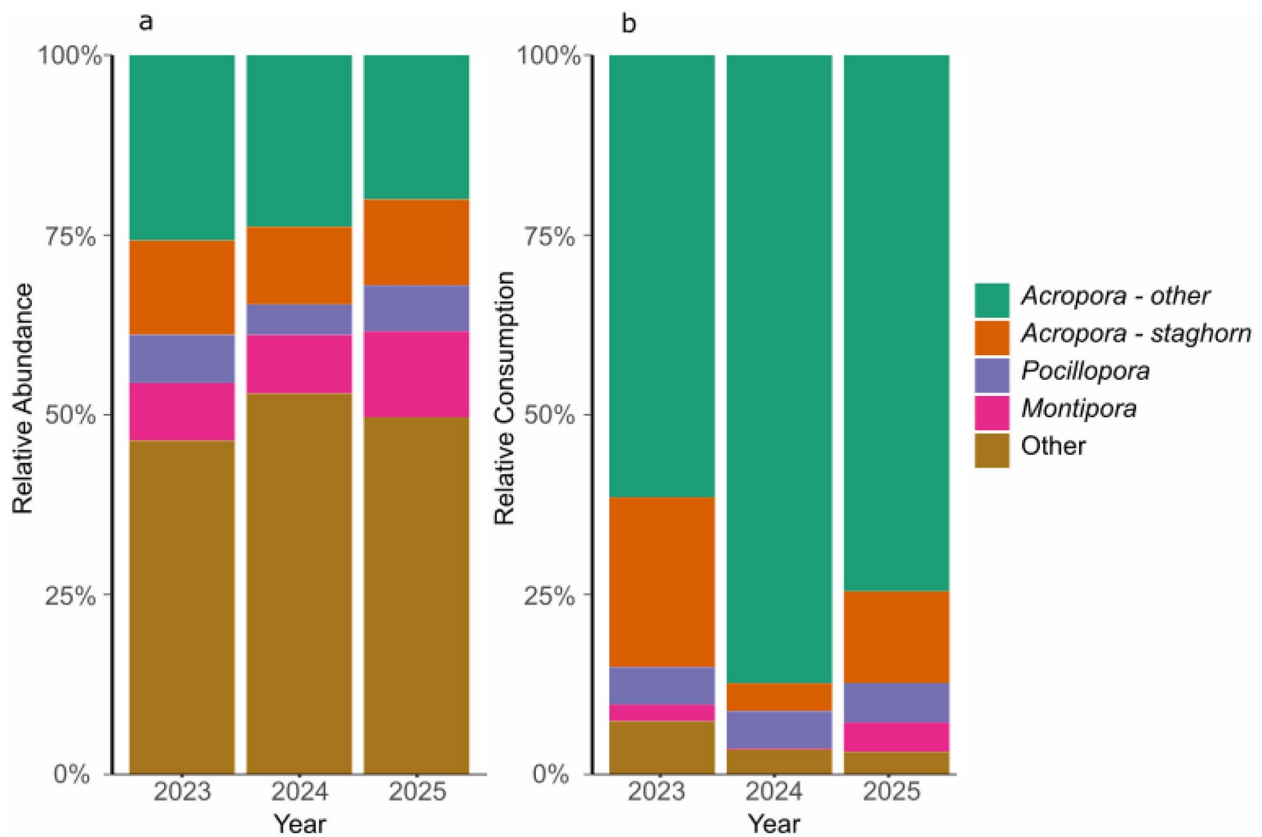 a
100%
75%
50%
25%
0%
Relative Abundance
2023 2024 2025
Year
b
100%
75%
50%
25%
0%
Relative Consumption
2023 2024 2025
Year
Acropora - other
Acropora - staghorn
Pocillopora
Montipora
Other